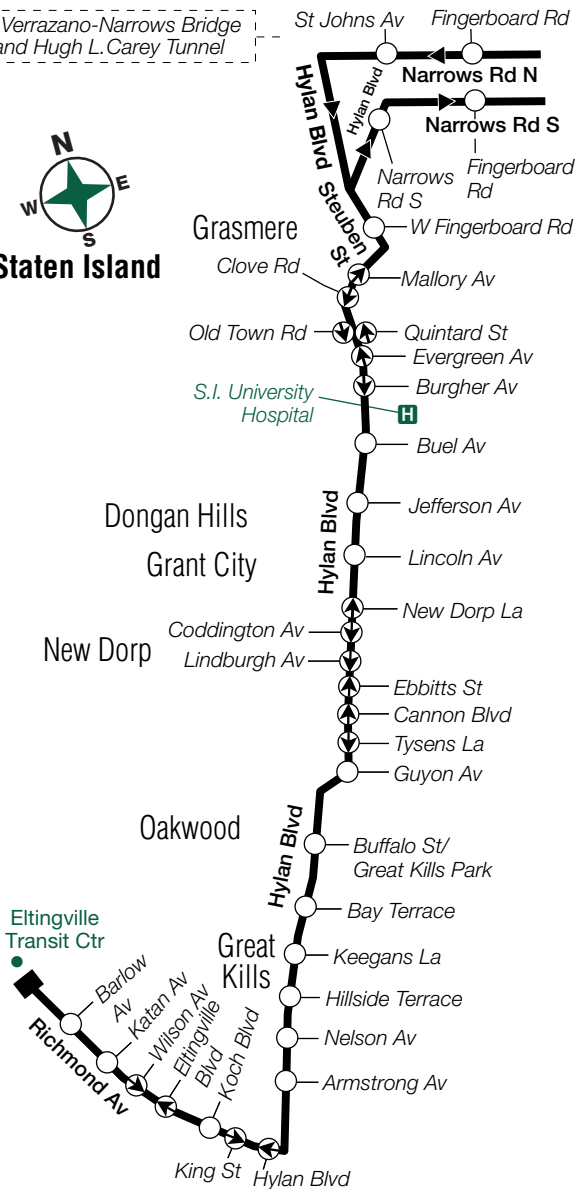 Verrazano-Narrows Bridge
and Hugh L.Carey Tunnel
St Johns Av
Fingerboard Rd
Narrows Rd N
Hylan Blvd
Hylan Blvd
Narrows Rd S
Narrows
Rd S
Fingerboard
Rd
N
E
W
S
Staten Island
Grasmere
Steuben
St
W Fingerboard Rd
Clove Rd
Mallory Av
Old Town Rd
Quintard St
Evergreen Av
S.I. University
Hospital
H
Burgher Av
Buel Av
Dongan Hills
Jefferson Av
Hylan Blvd
Grant City
Lincoln Av
New Dorp La
Coddington Av
New Dorp
Lindburgh Av
Ebbitts St
Cannon Blvd
Tysens La
Guyon Av
Oakwood
Hylan Blvd
Buffalo St/
Great Kills Park
Bay Terrace
Eltingville
Transit Ctr
Great
Kills
Keegans La
Hillside Terrace
Nelson Av
Armstrong Av
Barlow
Av
Katan Av
Wilson Av
Eltingville
Blvd
Koch Blvd
Richmond Av
King St
Hylan Blvd